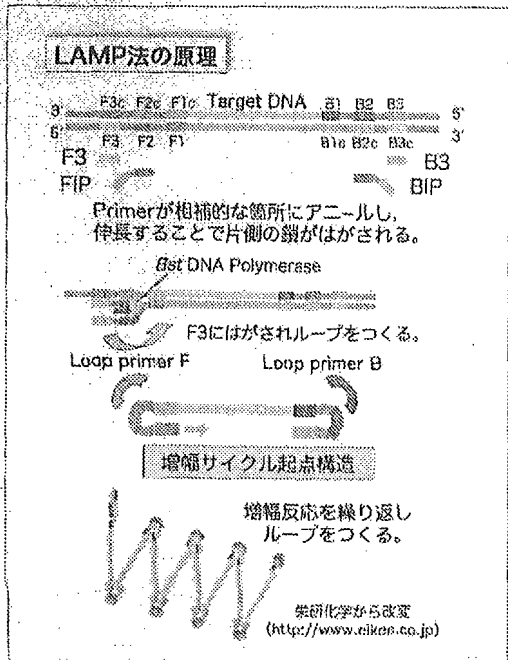 LAMP法の原理
F3c F2c F1c Target DNA B1 B2 B3
3' 5'
5' 3'
F3 F2 F1 B1c B2c B3c
F3 B3
FIP BIP
Primerが相補的な箇所にアニールし,
伸長することで片側の鎖がはがされる。
Bst DNA Polymerase
F3にはがされループをつくる。
Loop primer F Loop primer B
増幅サイクル起点構造
増幅反応を繰り返し
ループをつくる。
栄研化学から改変
(http://www.eiken.co.jp)